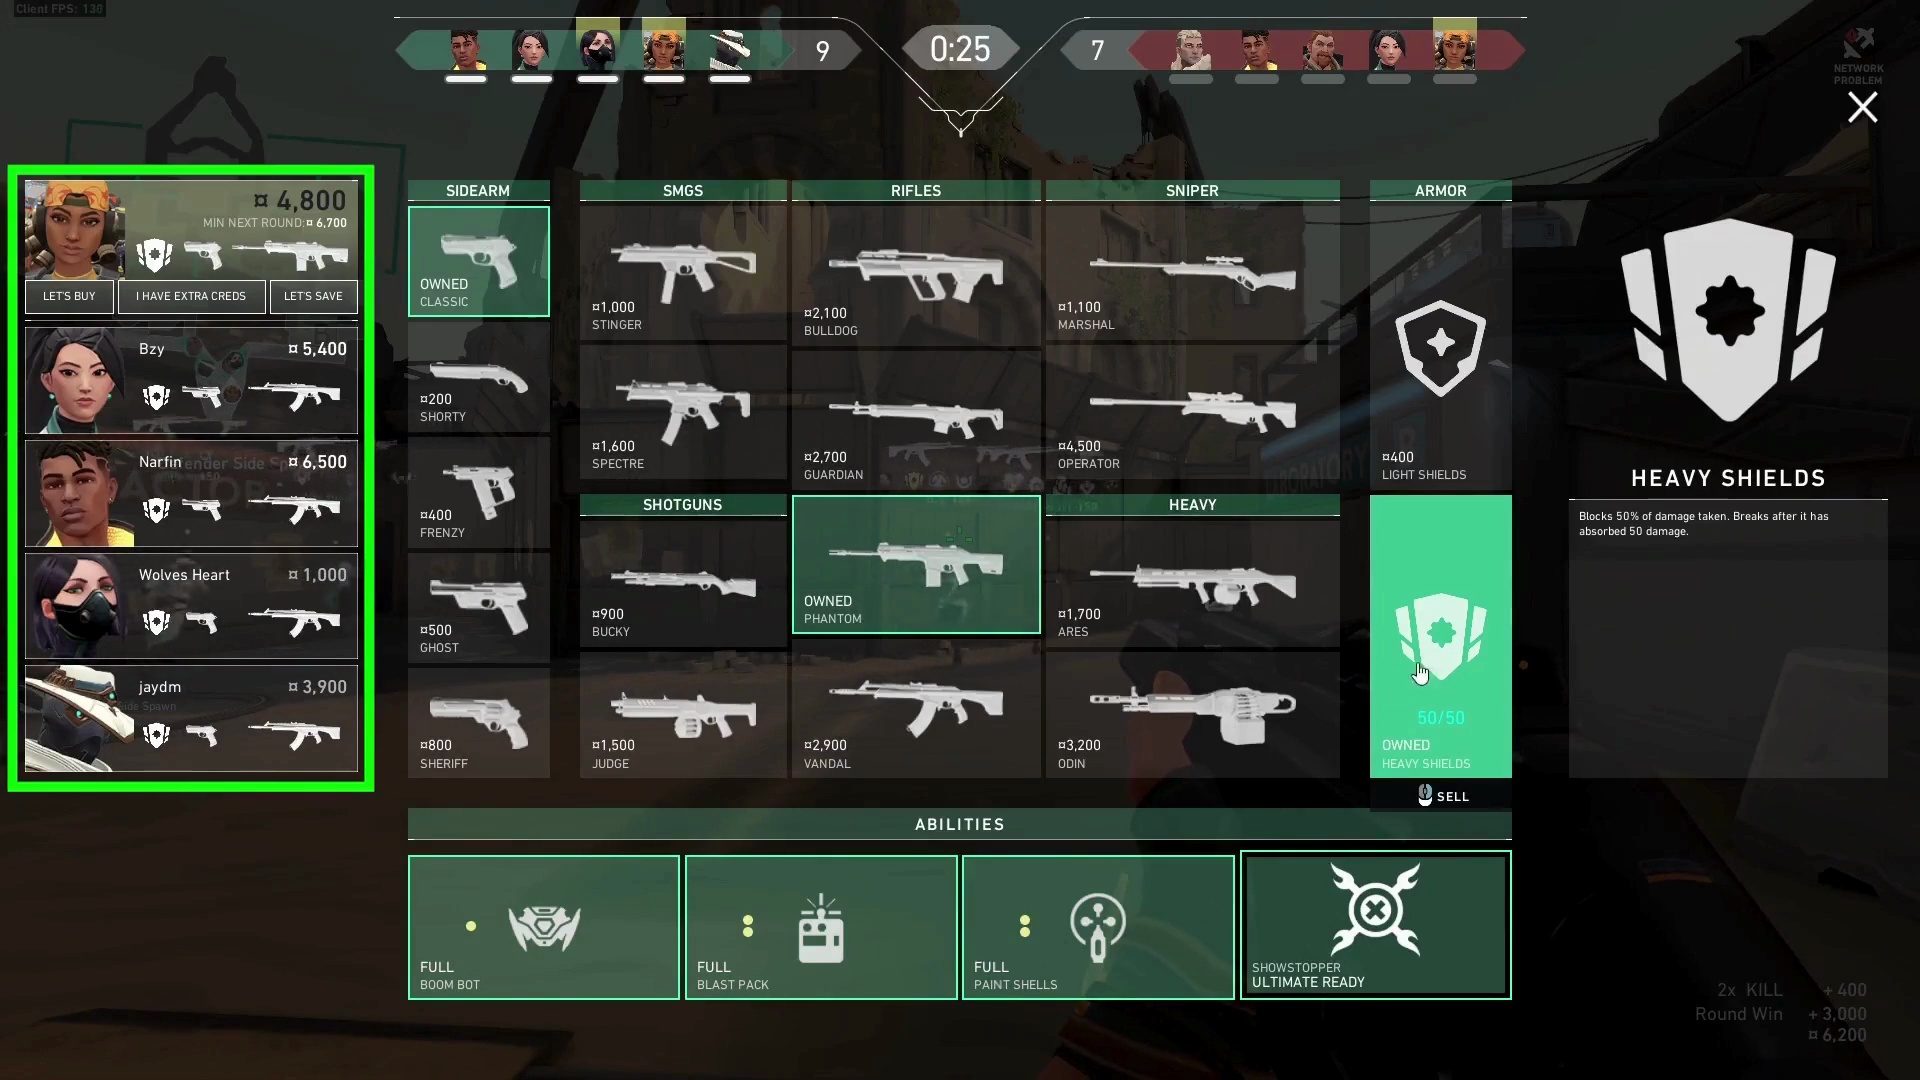 Client FPS: 130
9
0:25
7
NETWORK
PROBLEM
¤ 4,800
MIN NEXT ROUND: ¤ 6,700
LET'S BUY
I HAVE EXTRA CREDS
LET'S SAVE
Bzy
¤ 5,400
Narfin
¤ 6,500
Wolves Heart
¤ 1,000
jaydm
¤ 3,900
SIDEARM
OWNED
CLASSIC
¤200
SHORTY
¤400
FRENZY
¤500
GHOST
¤800
SHERIFF
SMGS
¤1,000
STINGER
¤1,600
SPECTRE
SHOTGUNS
¤900
BUCKY
¤1,500
JUDGE
RIFLES
¤2,100
BULLDOG
¤2,700
GUARDIAN
OWNED
PHANTOM
¤2,900
VANDAL
SNIPER
¤1,100
MARSHAL
¤4,500
OPERATOR
HEAVY
¤1,700
ARES
¤3,200
ODIN
ARMOR
¤400
LIGHT SHIELDS
50/50
OWNED
HEAVY SHIELDS
SELL
HEAVY SHIELDS
Blocks 50% of damage taken. Breaks after it has
absorbed 50 damage.
ABILITIES
FULL
BOOM BOT
FULL
BLAST PACK
FULL
PAINT SHELLS
SHOWSTOPPER
ULTIMATE READY
2x KILL + 400
Round Win + 3,000
¤ 6,200